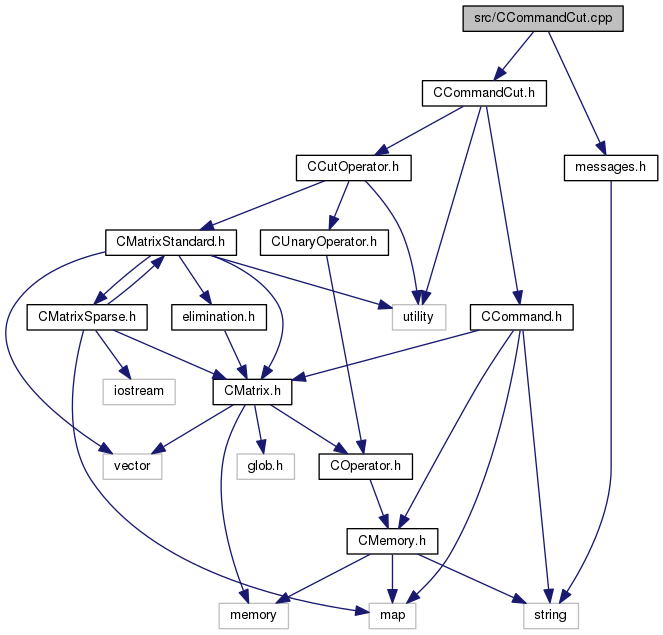 src/CCommandCut.cpp
CCommandCut.h
CCutOperator.h
messages.h
CMatrixStandard.h
CUnaryOperator.h
CMatrixSparse.h
elimination.h
utility
CCommand.h
iostream
CMatrix.h
vector
glob.h
COperator.h
CMemory.h
memory
map
string